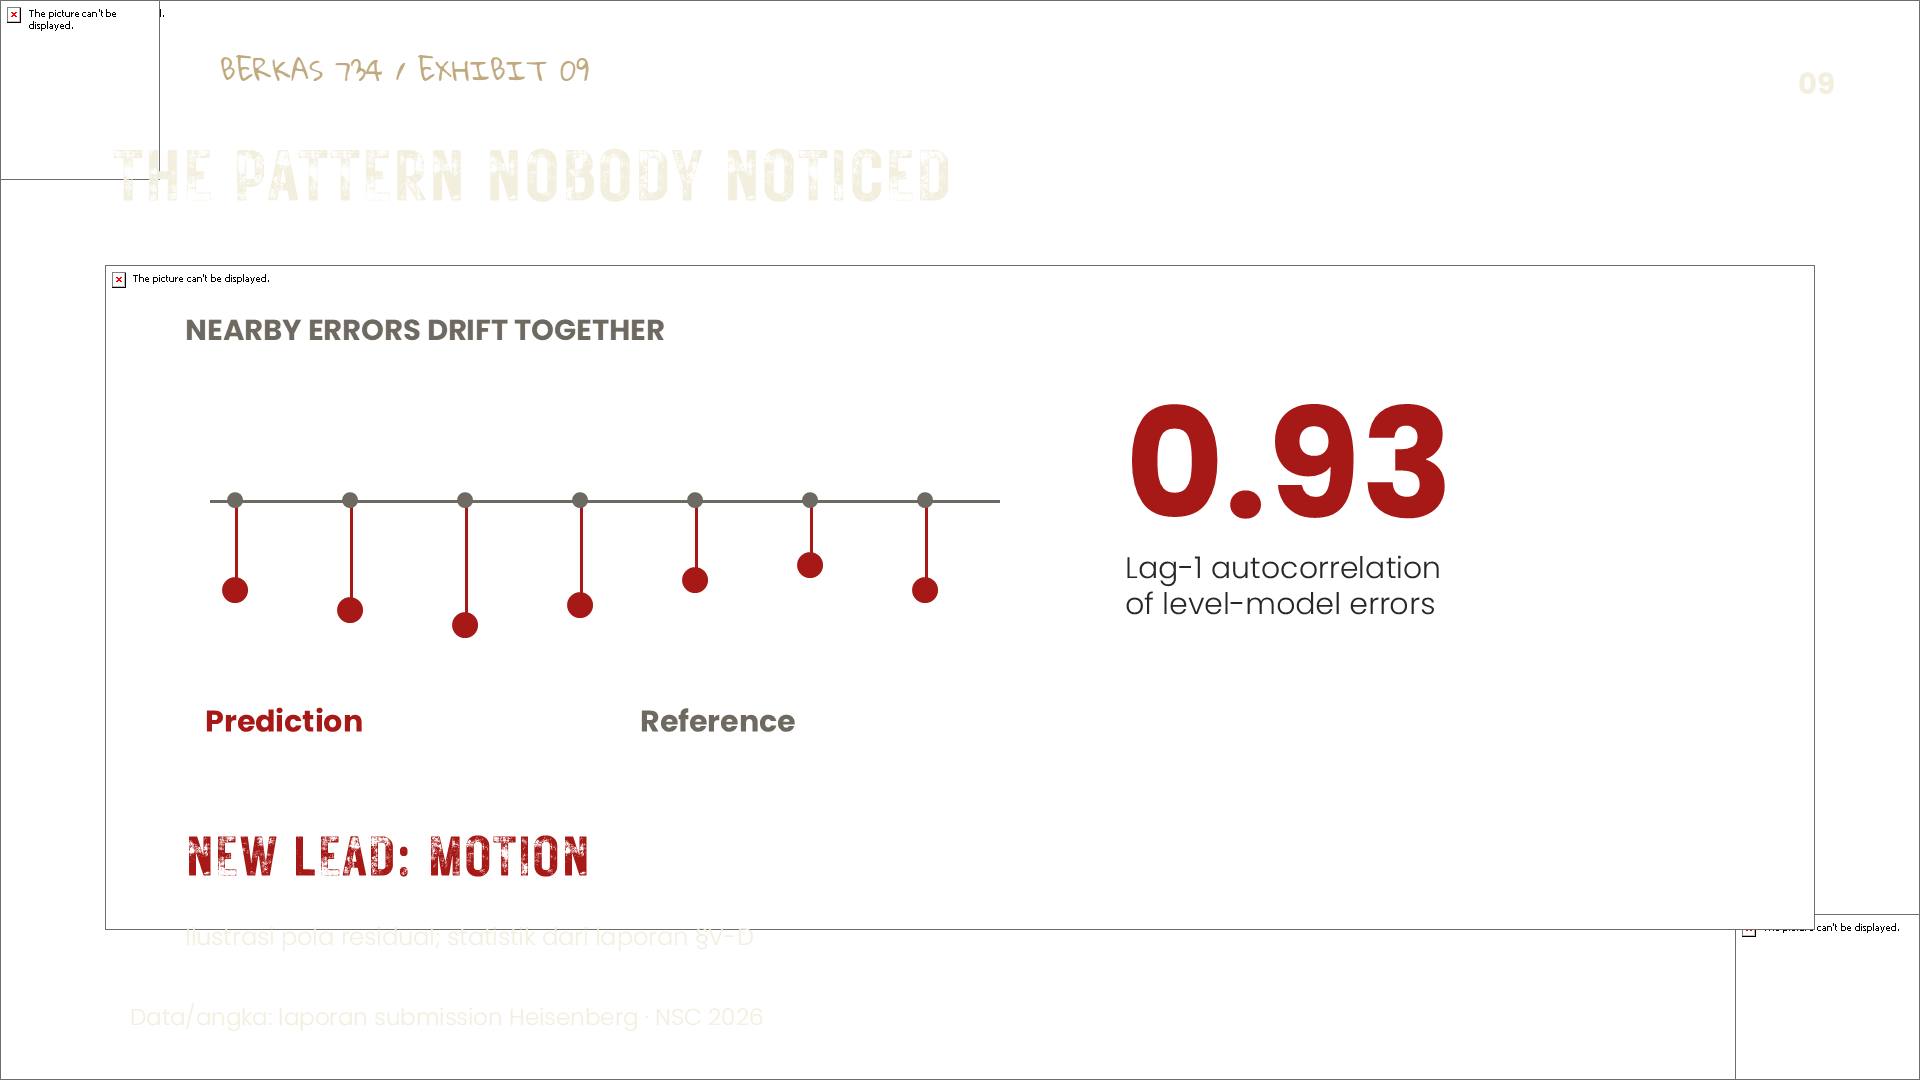 The picture can't be
displayed.
BERKAS 734 / EXHIBIT 09
09
THE PATTERN NOBODY NOTICED
The picture can't be displayed.
NEARBY ERRORS DRIFT TOGETHER
0.93
Lag-1 autocorrelation
of level-model errors
Prediction
Reference
NEW LEAD: MOTION
Ilustrasi pola residual; statistik dari laporan §V-D
The picture can't be displayed.
Data/angka: laporan submission Heisenberg · NSC 2026